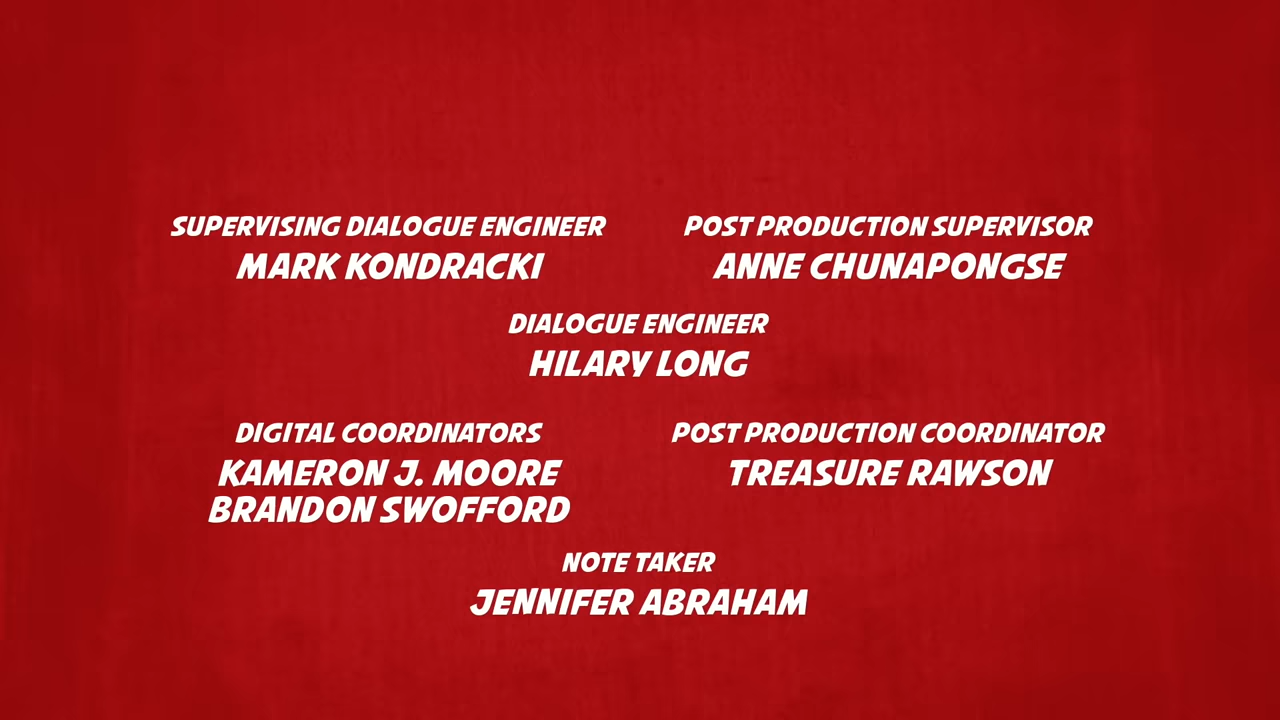 SUPERVISING DIALOGUE ENGINEER
MARK KONDRACKI
POST PRODUCTION SUPERVISOR
ANNE CHUNAPONGSE
DIALOGUE ENGINEER
HILARY LONG
DIGITAL COORDINATORS
KAMERON J. MOORE
BRANDON SWOFFORD
POST PRODUCTION COORDINATOR
TREASURE RAWSON
NOTE TAKER
JENNIFER ABRAHAM